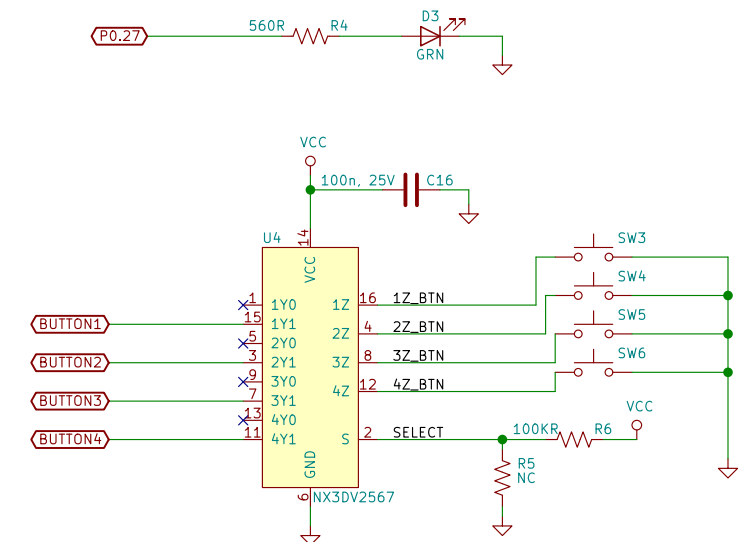 560R R4 D3
P0.27
GRN
VCC
100n, 25V C16
U4
14
VCC
SW3
1 1Y0 1Z 16 1Z_BTN
SW4
BUTTON1 15 1Y1
5 2Y0 2Z 4 2Z_BTN
SW5
BUTTON2 3 2Y1 3Z 8 3Z_BTN
SW6
9 3Y0
4Z 12 4Z_BTN
BUTTON3 7 3Y1
VCC
13 4Y0
100KR R6
BUTTON4 11 4Y1 S 2 SELECT
GND
R5
NC
6
NX3DV2567